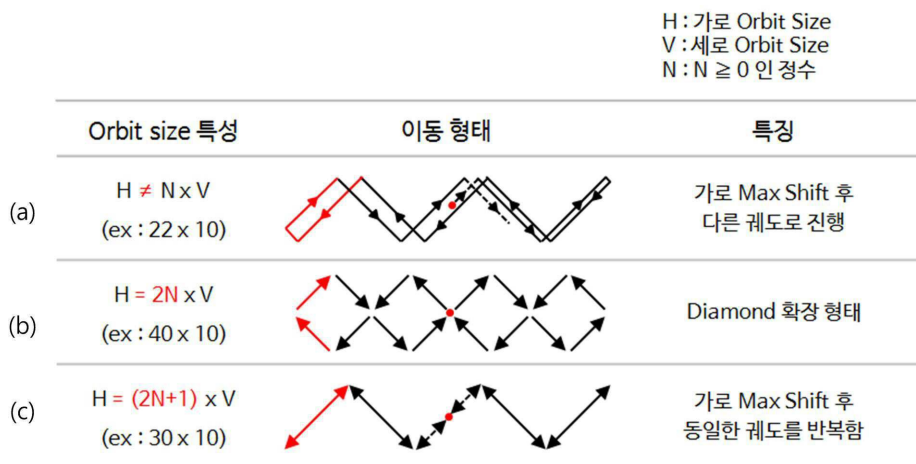 H : 가로 Orbit Size
V : 세로 Orbit Size
N : N ≧ 0 인 정수
Orbit size 특성 이동 형태 특징
(a)
H ≠ N x V
(ex : 22 x 10)
가로 Max Shift 후
다른 궤도로 진행
(b)
H = 2N x V
(ex : 40 x 10)
Diamond 확장 형태
(c)
H = (2N+1) x V
(ex : 30 x 10)
가로 Max Shift 후
동일한 궤도를 반복함